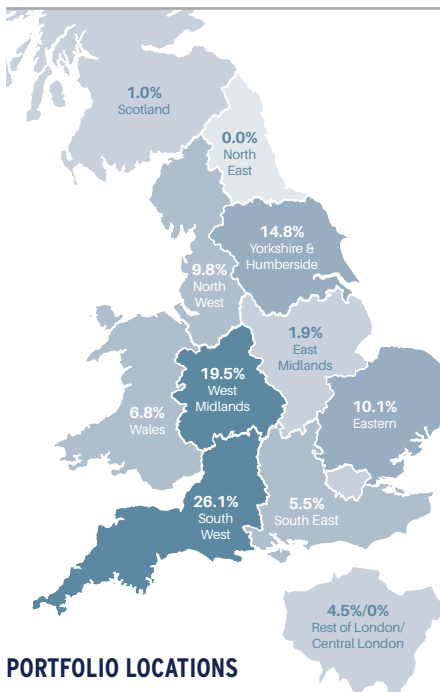 1.0%
Scotland
0.0%
North
East
14.8%
Yorkshire &
Humberside
9.8%
North
West
1.9%
East
Midlands
19.5%
West
Midlands
6.8%
Wales
10.1%
Eastern
26.1%
South
West
5.5%
South East
4.5%/0%
Rest of London/
Central London
PORTFOLIO LOCATIONS